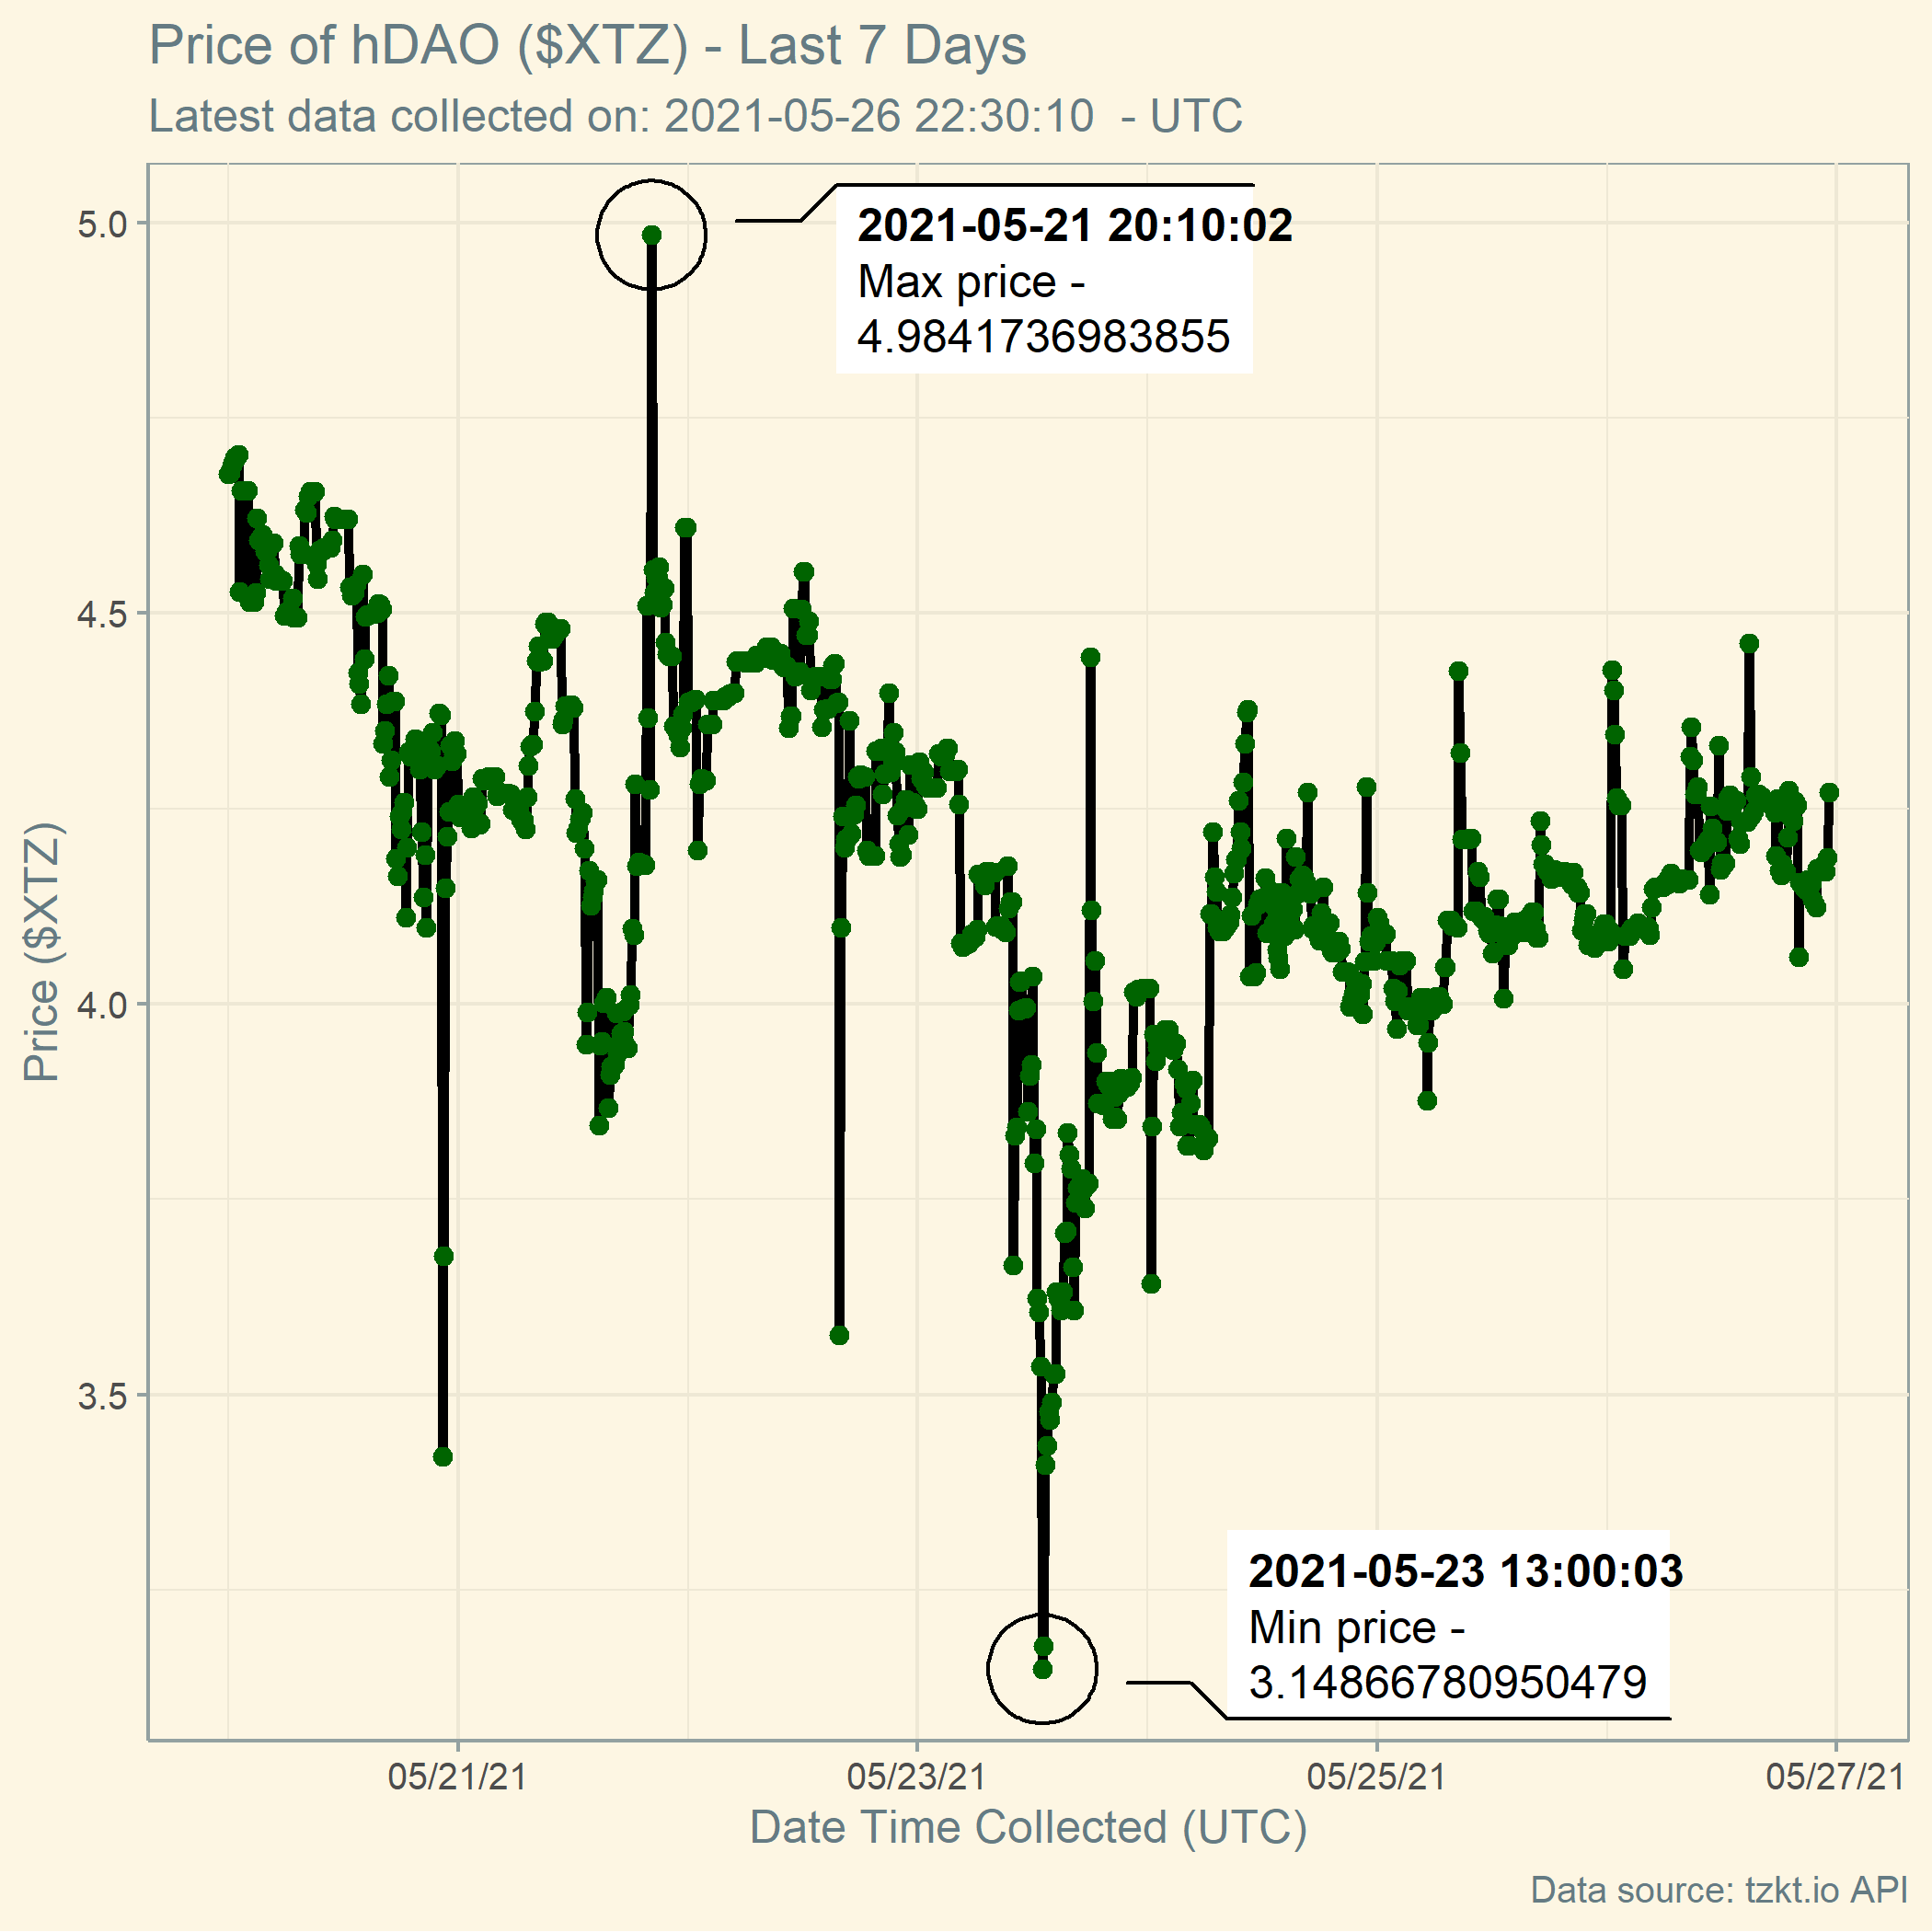 Price of hDAO ($XTZ) - Last 7 Days
Latest data collected on: 2021-05-26 22:30:10  - UTC
2021-05-21 20:10:02
Max price -
4.9841736983855
5.0
4.5
4.0
3.5
Price ($XTZ)
2021-05-23 13:00:03
Min price -
3.14866780950479
05/21/21
05/23/21
05/25/21
05/27/21
Date Time Collected (UTC)
Data source: tzkt.io API